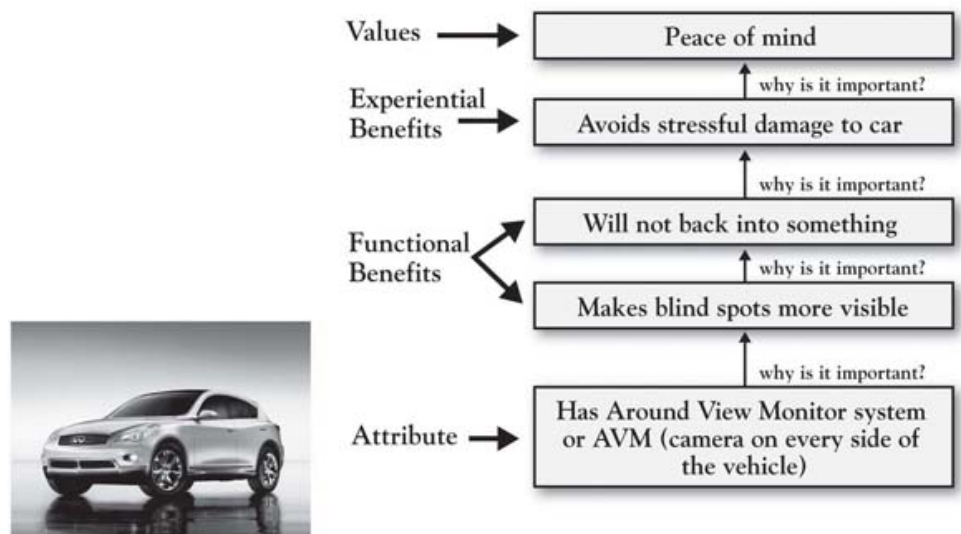 Values
Peace of mind
why is it important?
Experiential
Benefits
Avoids stressful damage to car
why is it important?
Functional
Benefits
Will not back into something
why is it important?
Makes blind spots more visible
why is it important?
Attribute
Has Around View Monitor system
or AVM (camera on every side of
the vehicle)